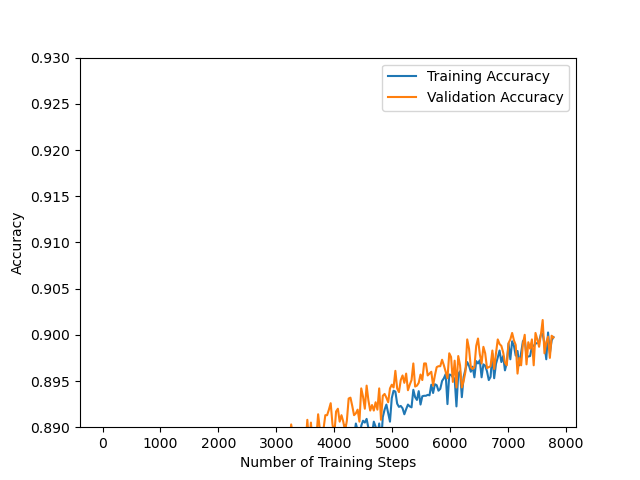 0.930
0.925
0.920
0.915
0.910
0.905
0.900
0.895
0.890
Accuracy
Training Accuracy
Validation Accuracy
0 1000 2000 3000 4000 5000 6000 7000 8000
Number of Training Steps